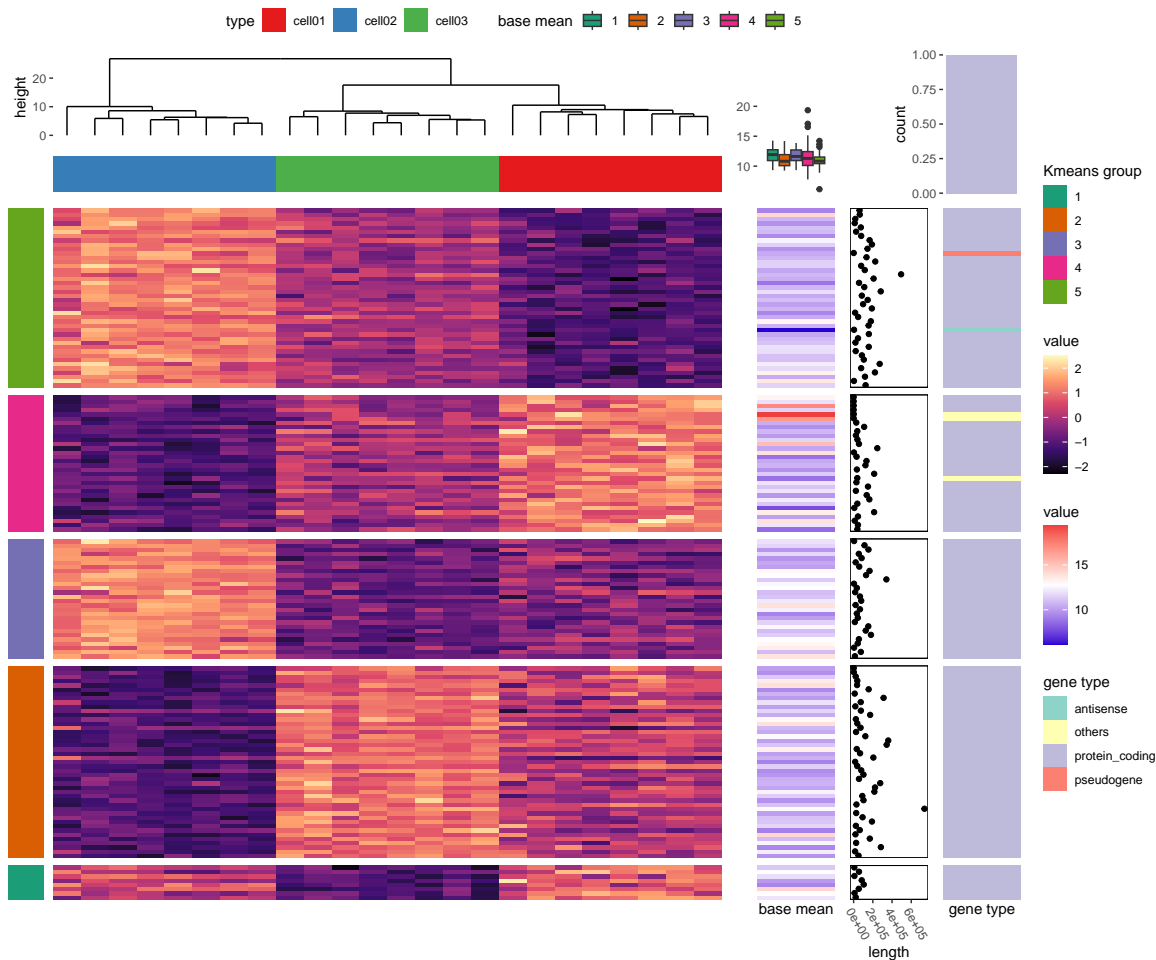 type cell01 cell02 cell03 base mean 1 2 3 4 5
height
20
10
0
20
15
10
count
1.00
0.75
0.50
0.25
0.00
Kmeans group
1
2
3
4
5
value
2
1
0
−1
−2
value
15
10
gene type
antisense
others
protein_coding
pseudogene
base mean
0e+00
2e+05
4e+05
6e+05
length
gene type